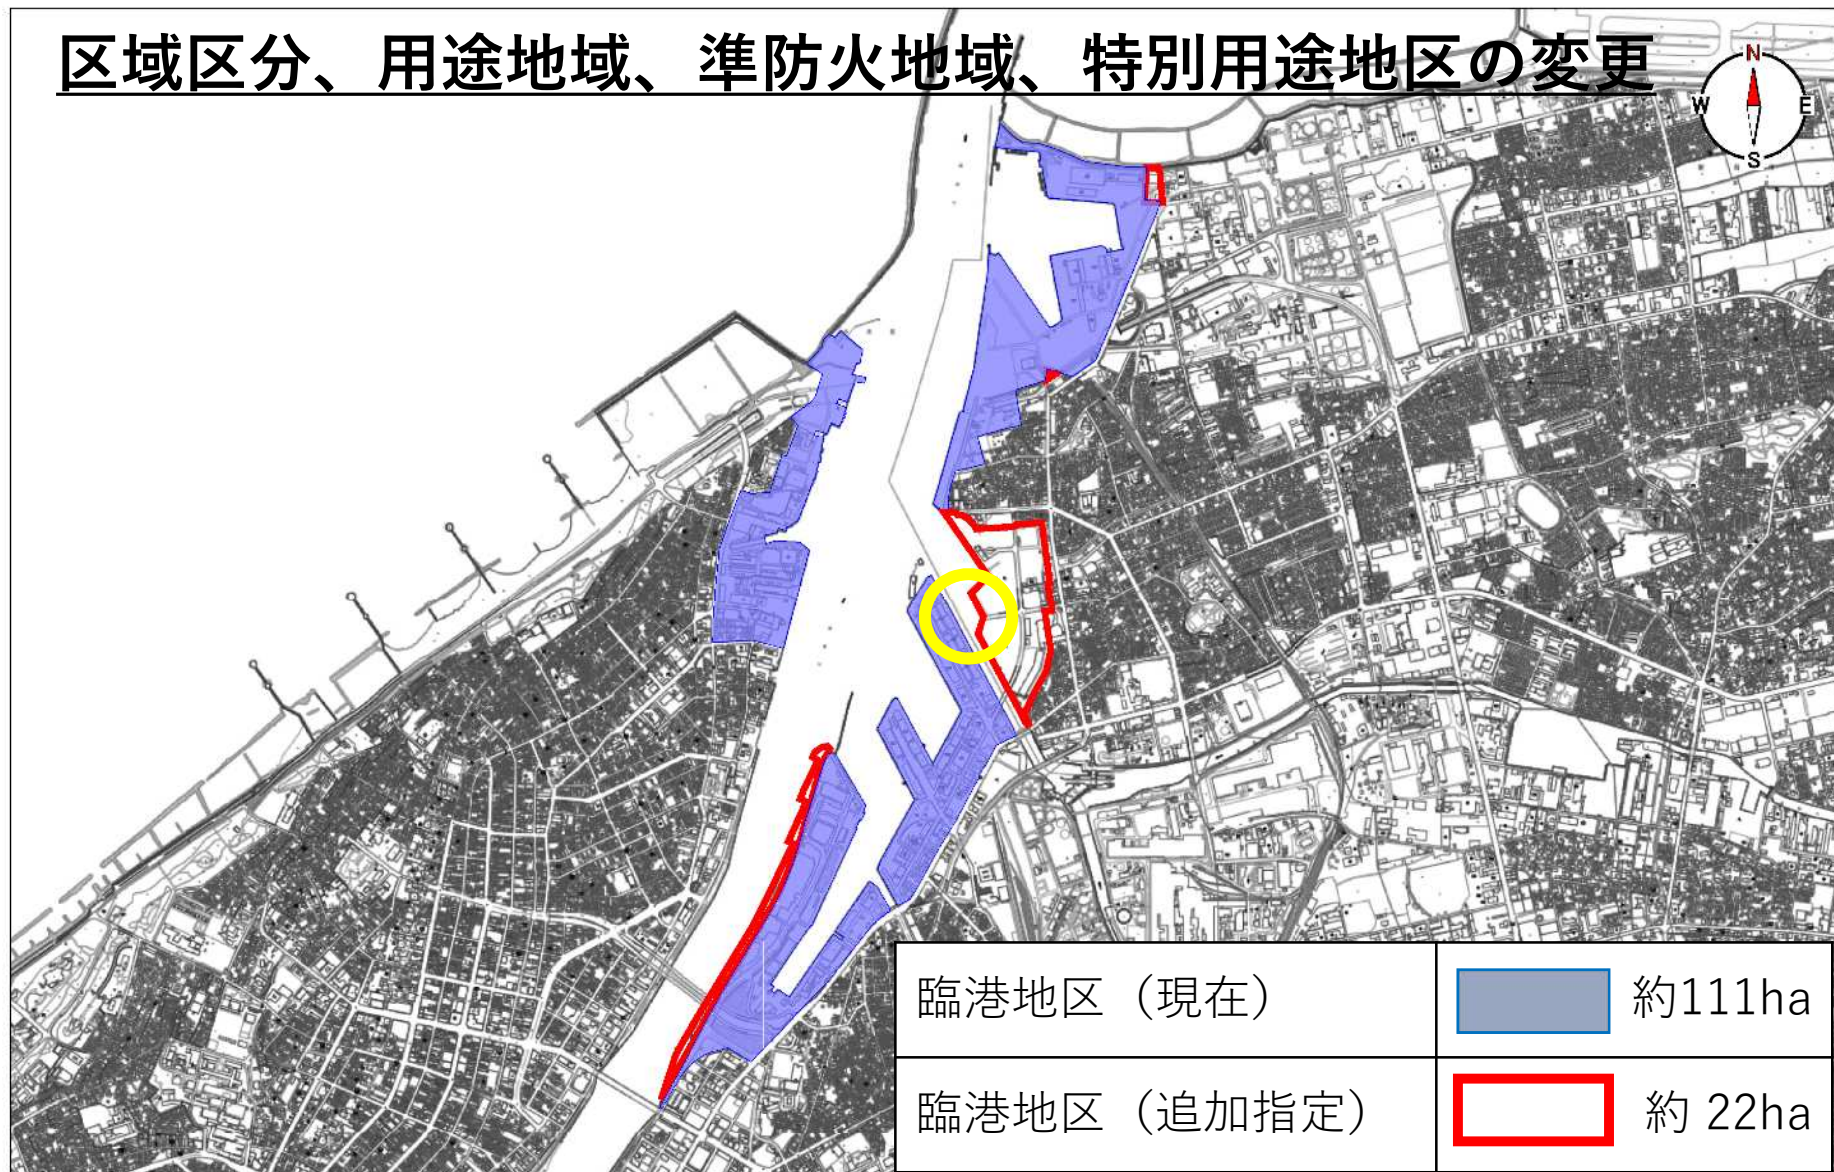 区域区分、用途地域、準防火地域、特別用途地区の変更
N
W E
S
臨港地区（現在） 約111ha
臨港地区（追加指定） 約 22ha